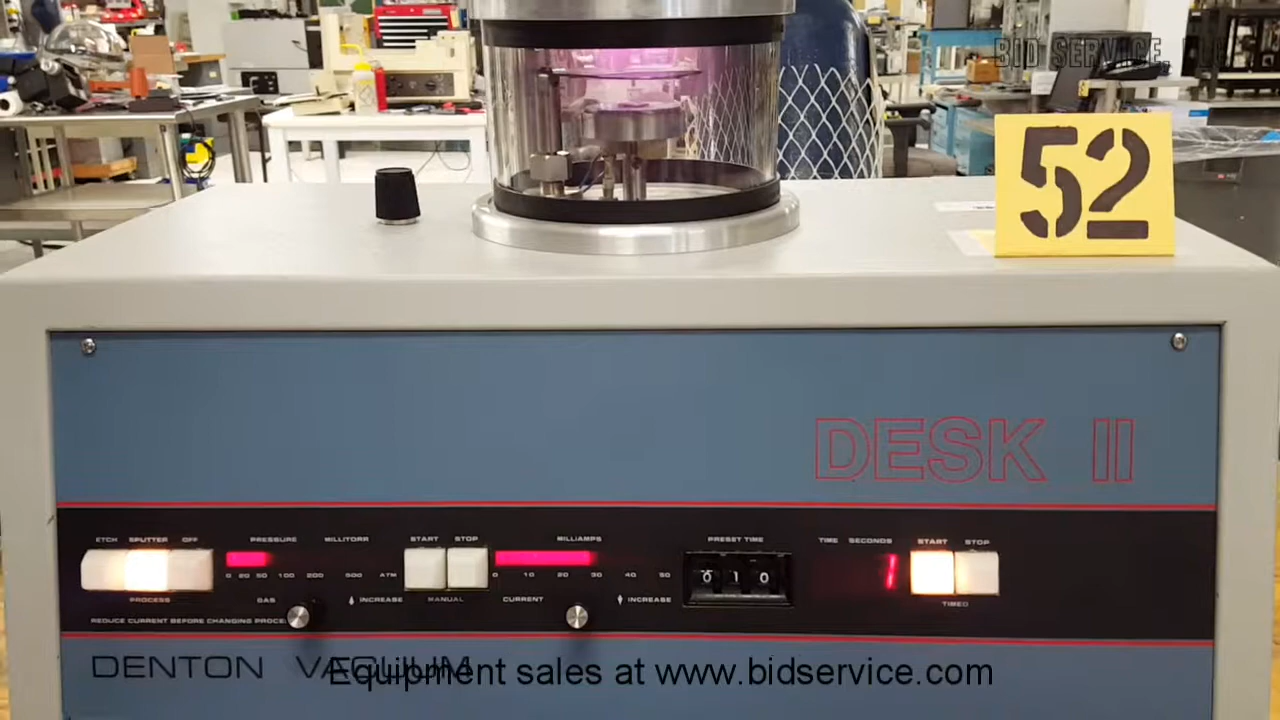 BID SERVICE, LLC
52
DESK II
ETCH SPUTTER OFF PRESSURE MILLITORR START STOP MILLIAMPS PRESET TIME TIME SECONDS START STOP
0 20 50 100 200 500 ATM 0 10 20 30 40 50
0 1 0 1
PROCESS GAS INCREASE MANUAL CURRENT INCREASE TIMED
REDUCE CURRENT BEFORE CHANGING
DENTON VACUUM
Equipment sales at www.bidservice.com